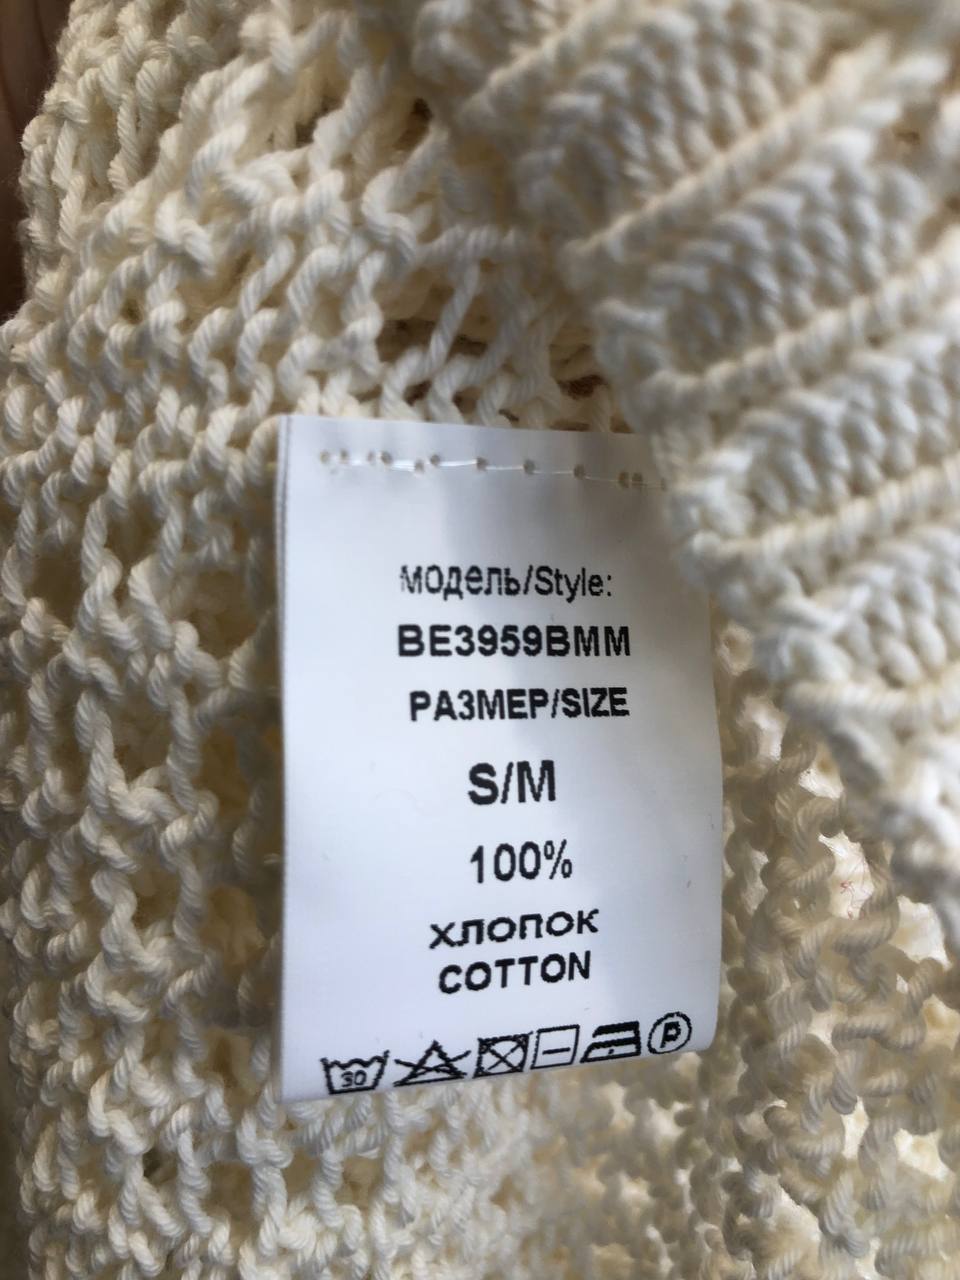 модель/Style:
BE3959BMM
РАЗМЕР/SIZE
S/M
100%
хлопок
COTTON
30 P